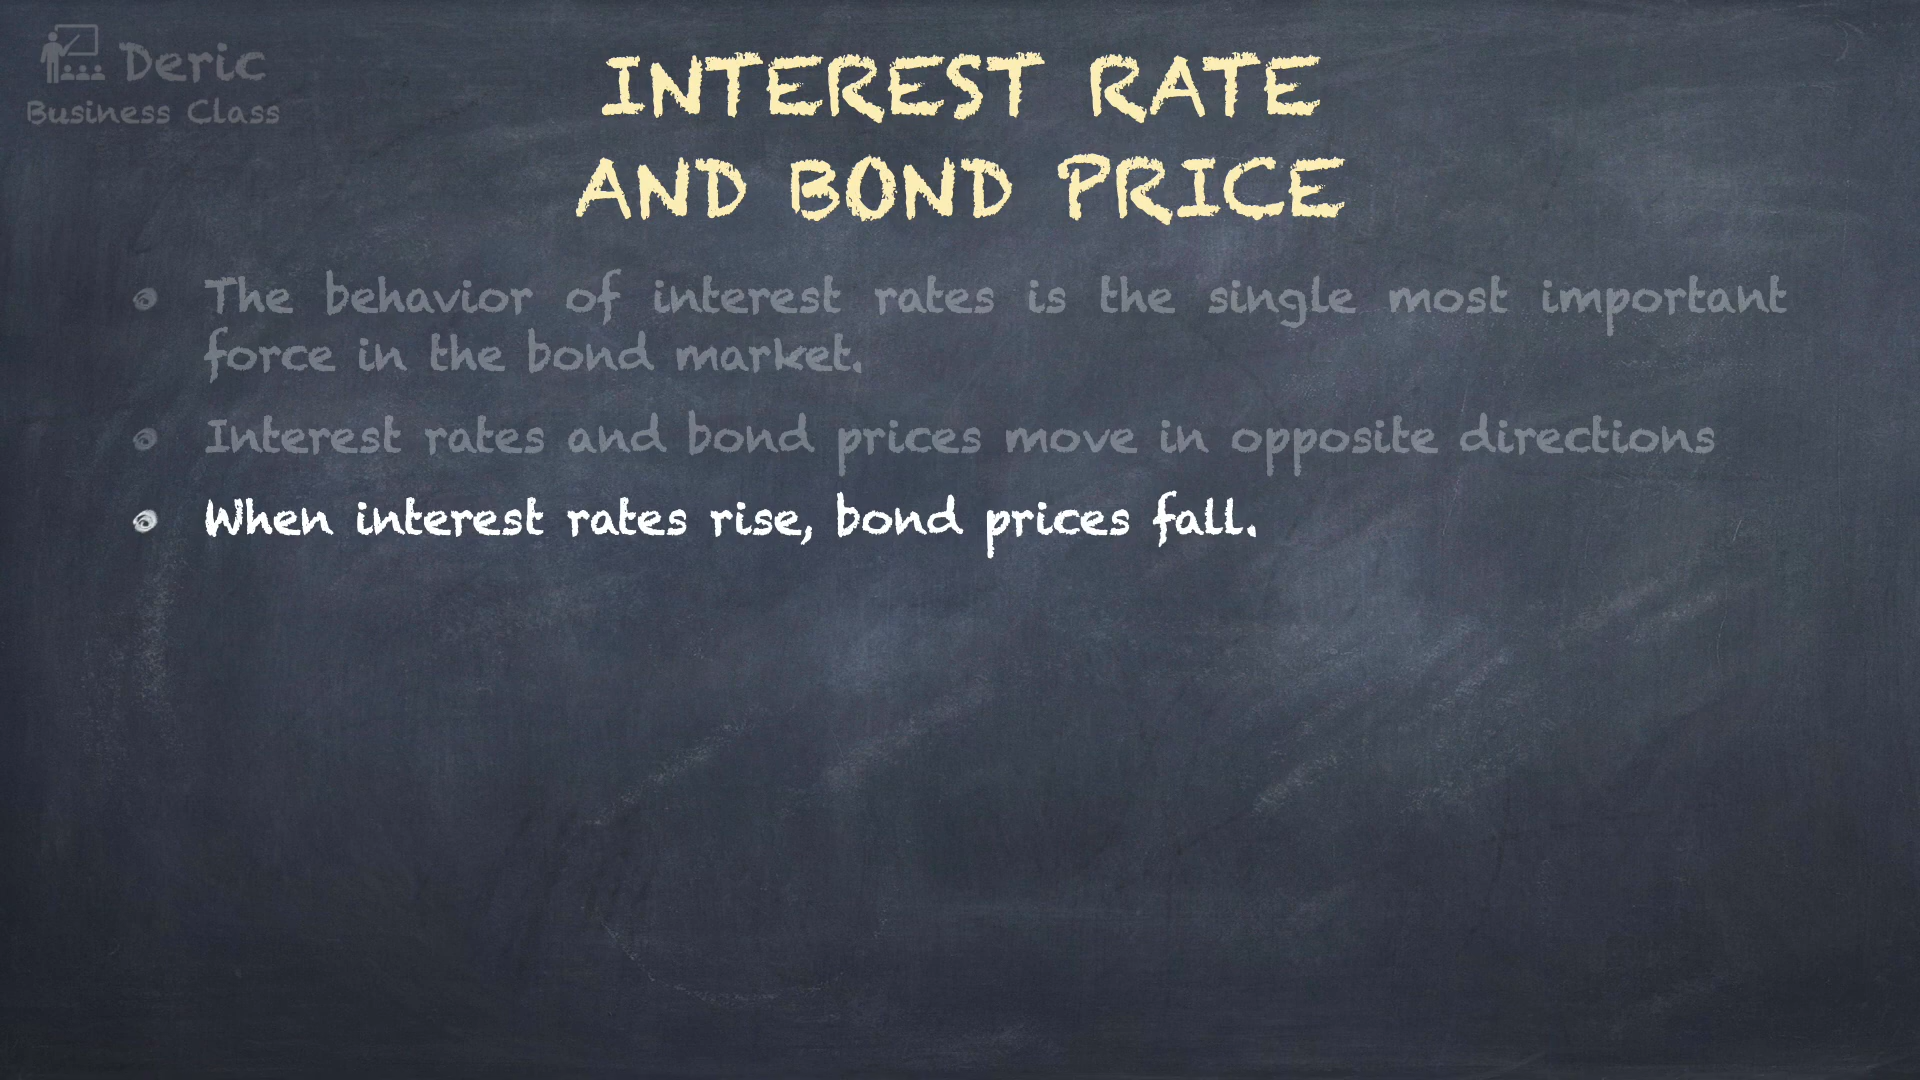 Deric
Business Class
INTEREST RATE
AND BOND PRICE
The behavior of interest rates is the single most important
force in the bond market.
Interest rates and bond prices move in opposite directions
When interest rates rise, bond prices fall.